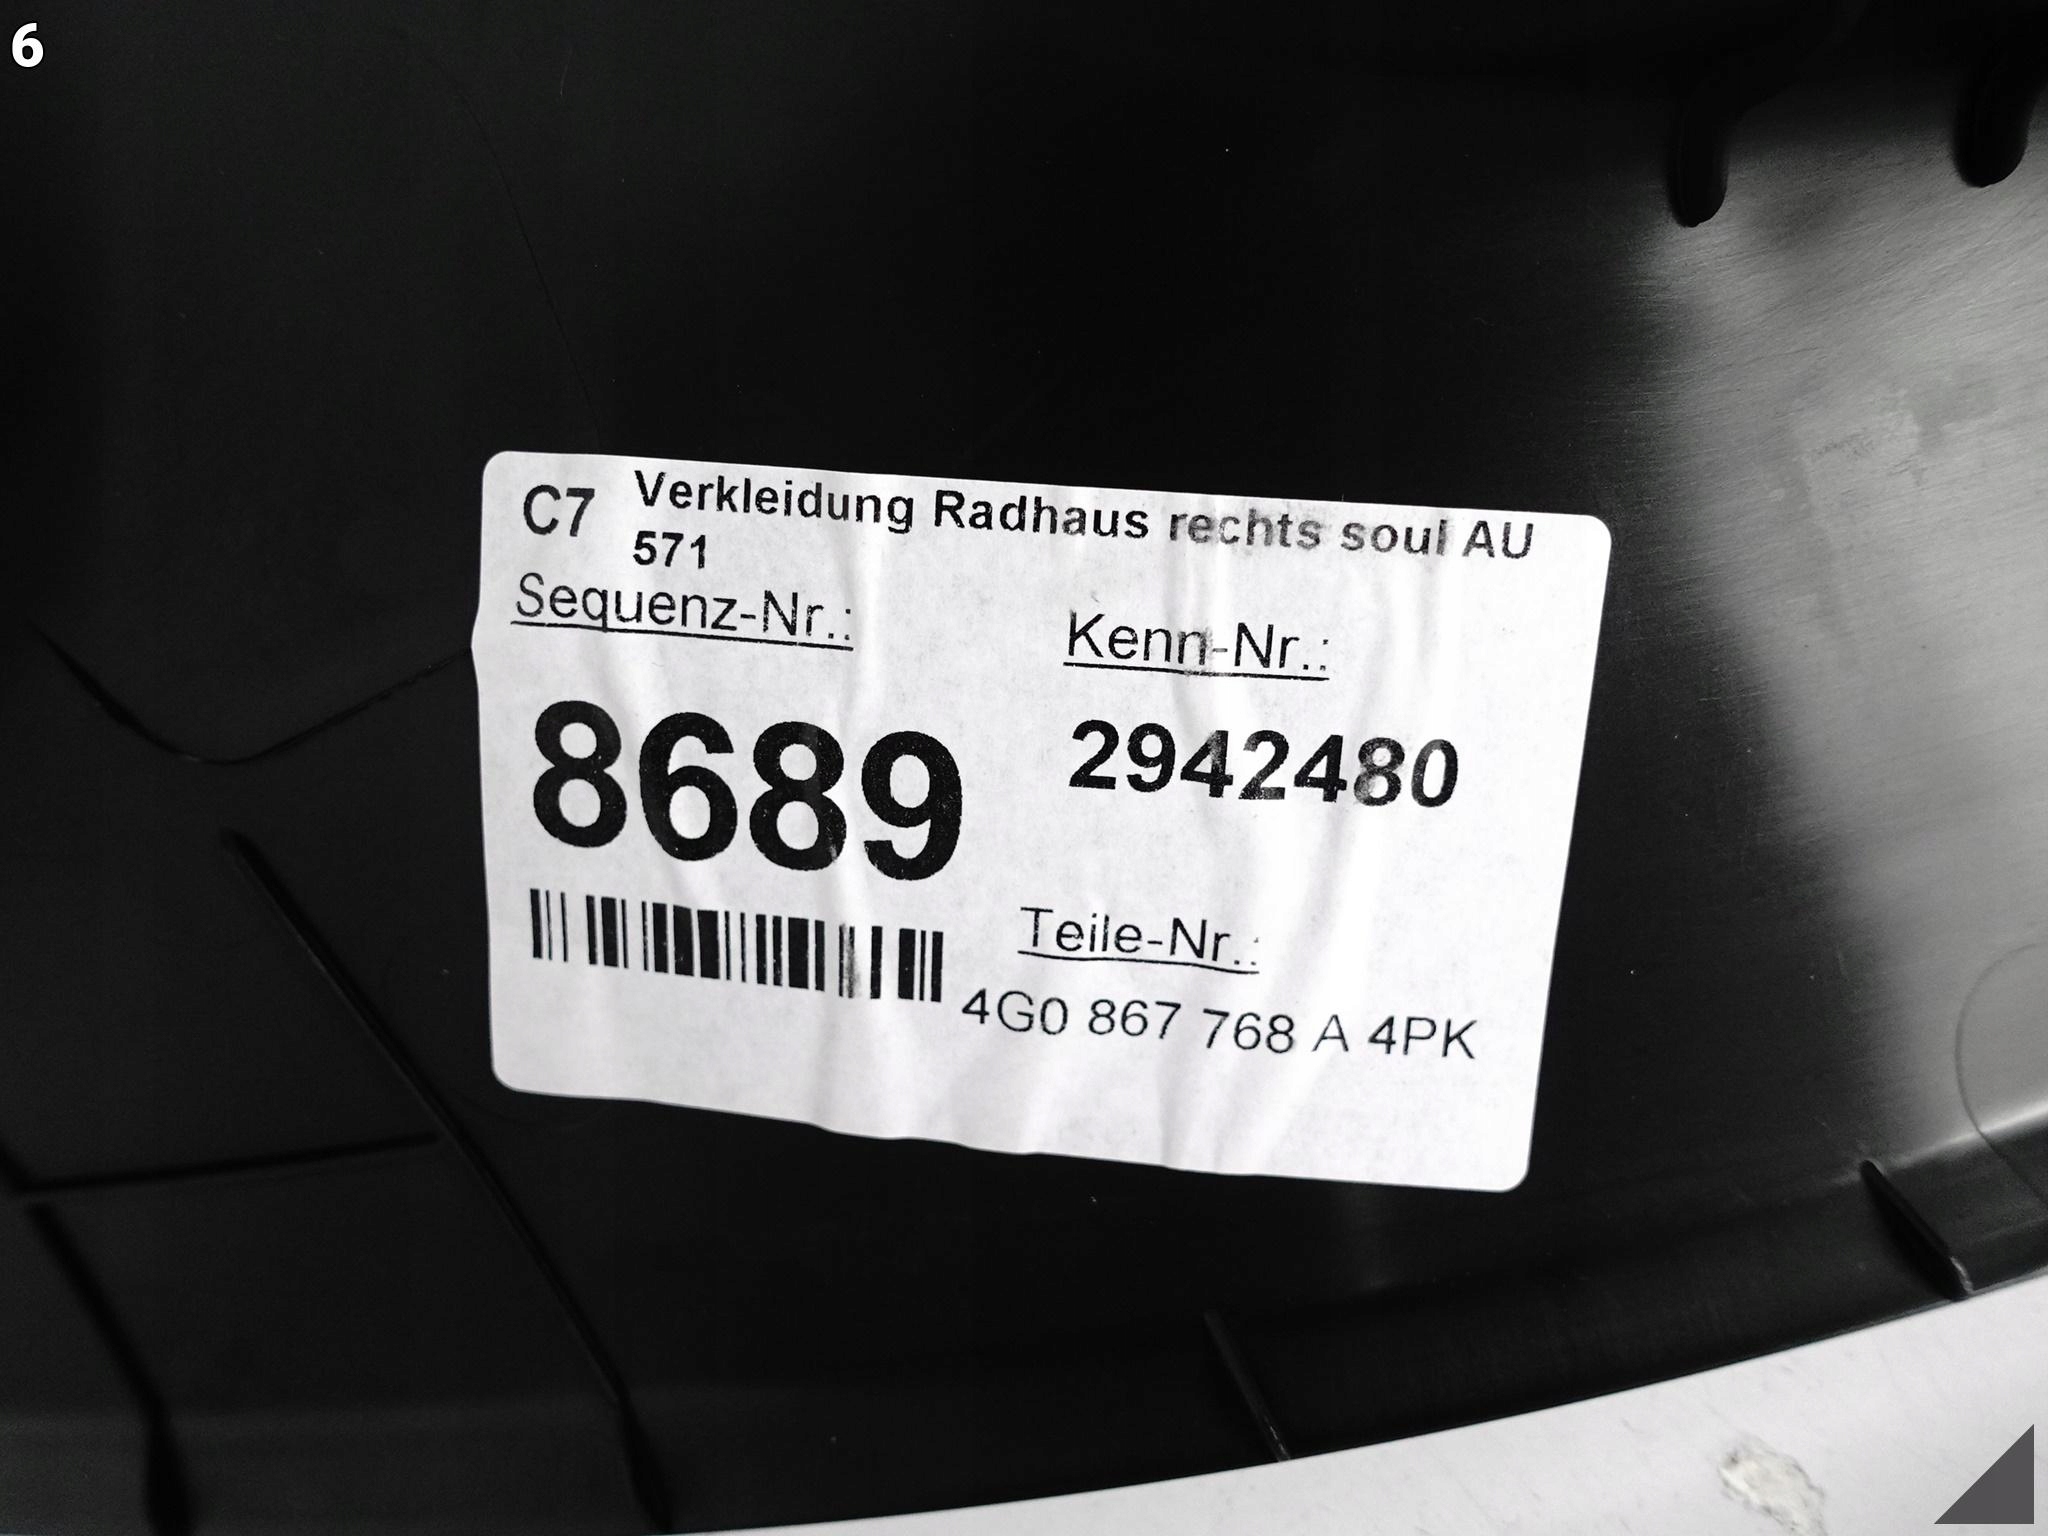 6
C7 Verkleidung Radhaus rechts soul AU
571
Sequenz-Nr.:
Kenn-Nr.:
8689
2942480
Teile-Nr.:
4G0 867 768 A 4PK